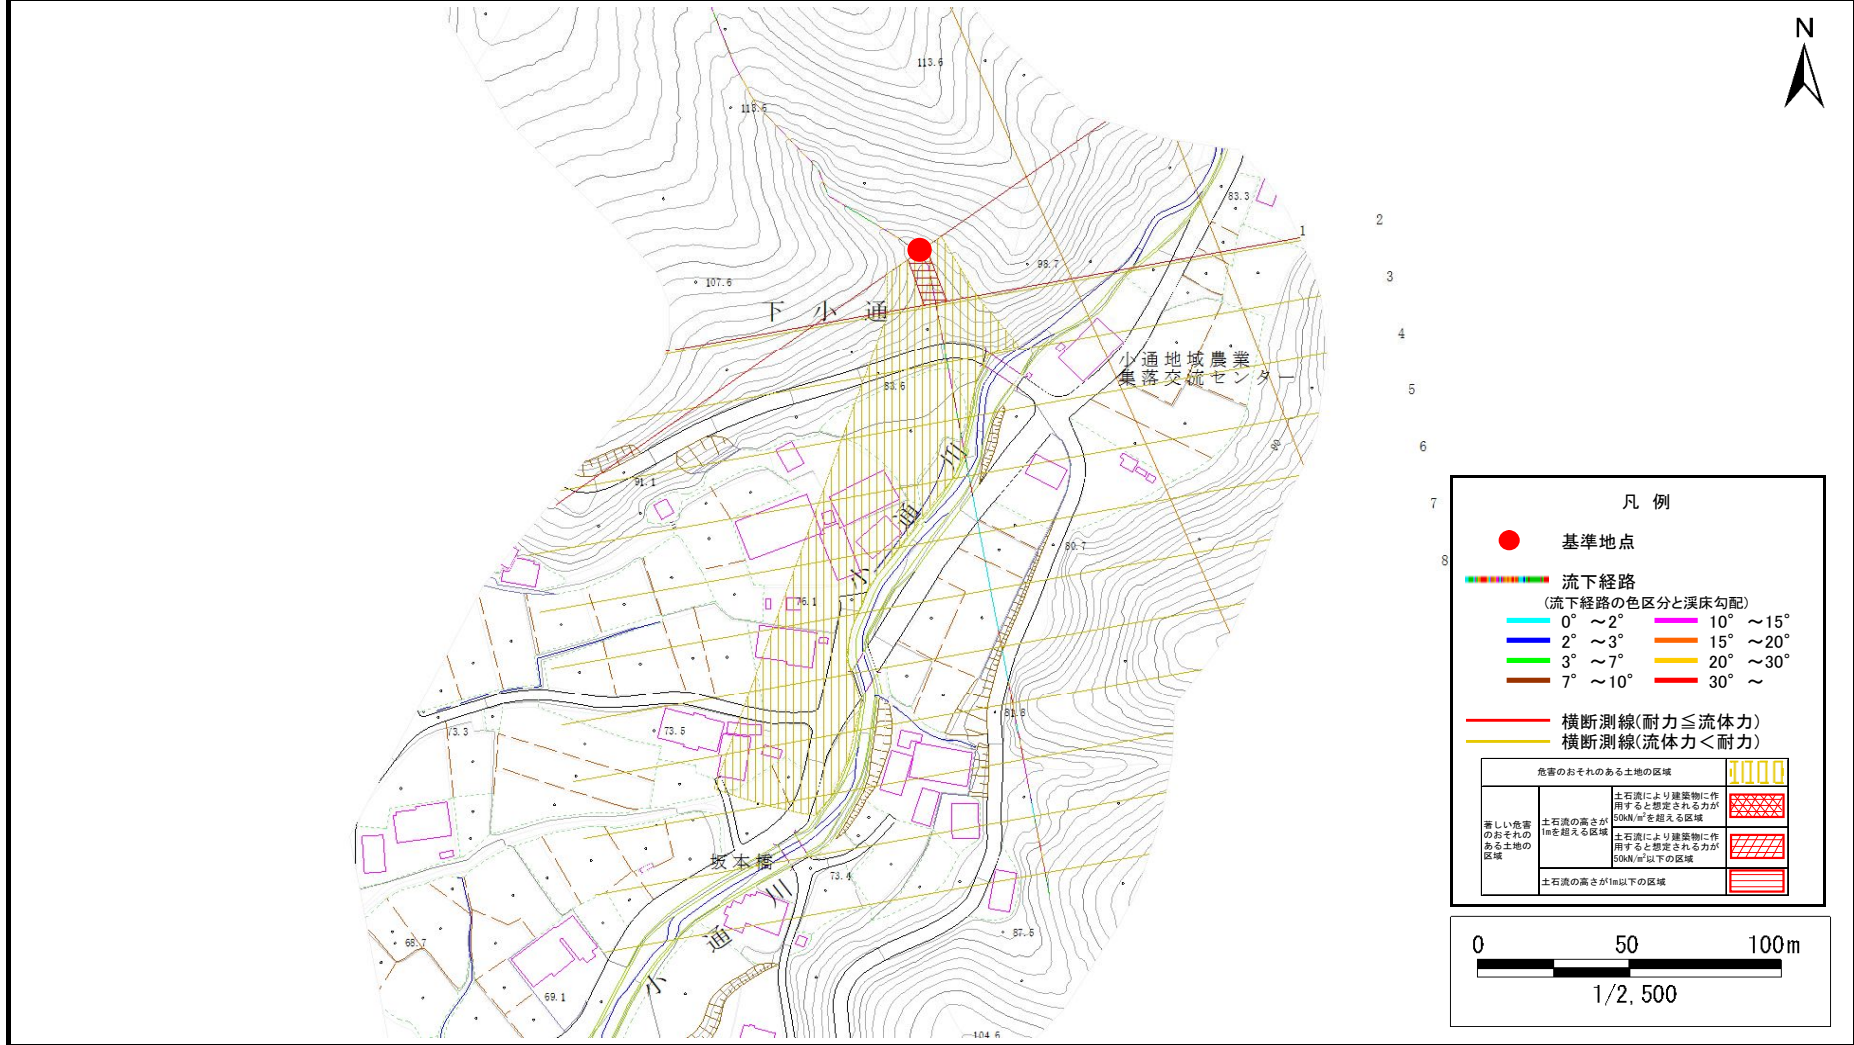 N
113.6
113.6
83.3
2
1
98.7
3
107.6
下小通
4
小通地域農業
集落交流センター
83.6
5
90
6
川
91.1
7
通
80.7
8
小
76.1
81.6
73.3
73.5
坂本橋
73.4
川
通
87.5
68.7
小
69.1
104.6
凡 例
基準地点
流下経路
(流下経路の色区分と渓床勾配)
0° ～2° 10° ～15°
2° ～3° 15° ～20°
3° ～7° 20° ～30°
7° ～10° 30° ～
横断測線(耐力≦流体力)
横断測線(流体力＜耐力)
危害のおそれのある土地の区域
著しい危害
のおそれの
ある土地の
区域
土石流の高さが
1mを超える区域
土石流により建築物に作
用すると想定される力が
50kN/m²を超える区域
土石流により建築物に作
用すると想定される力が
50kN/m²以下の区域
土石流の高さが1m以下の区域
0 50 100m
1/2,500